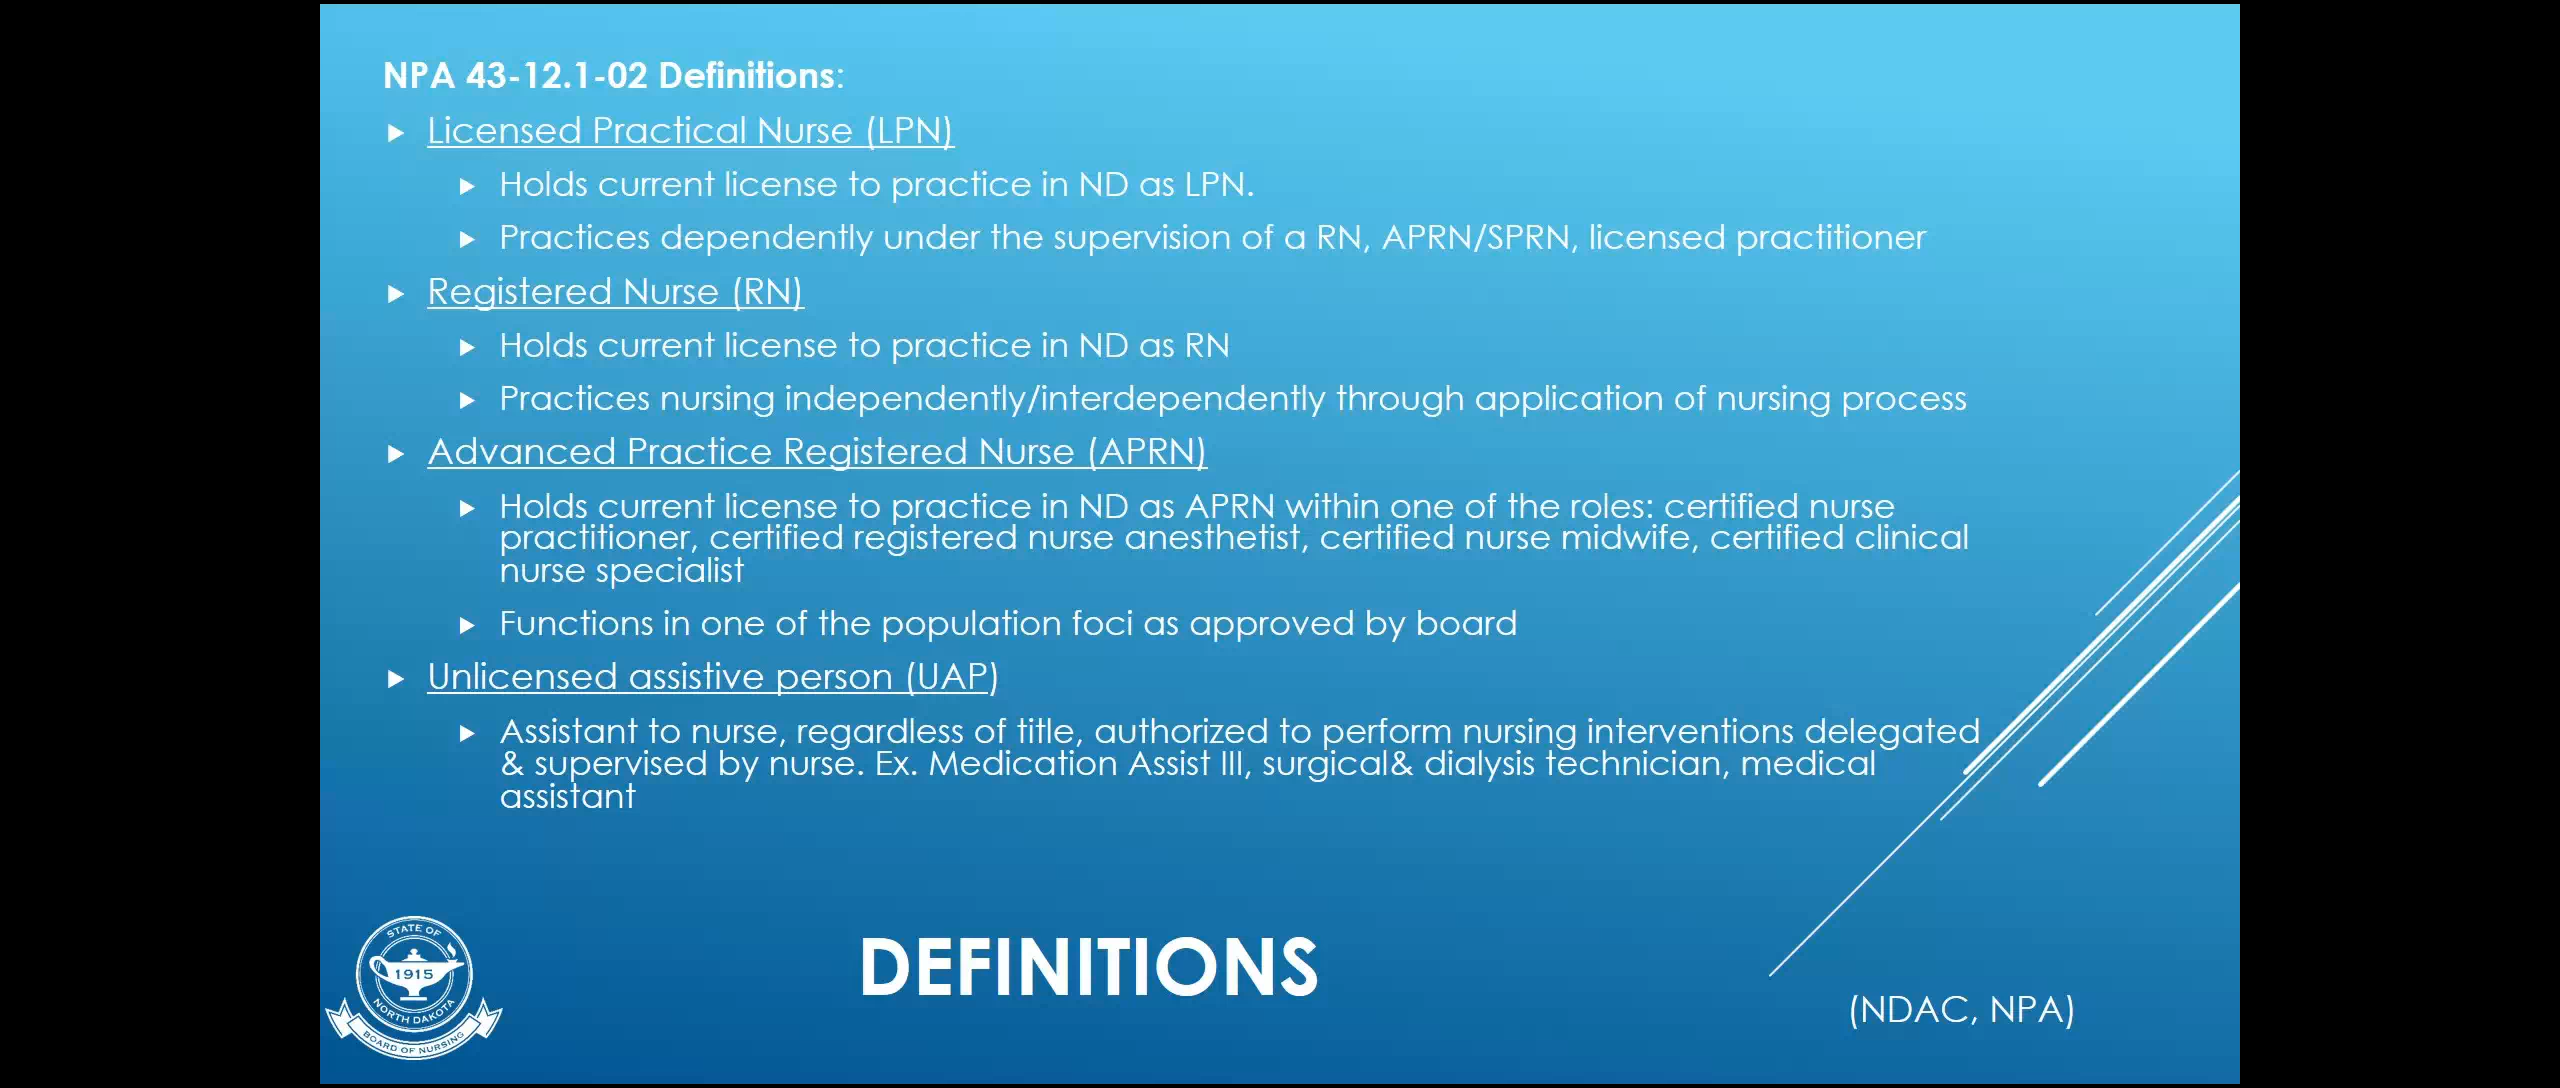 NPA 43-12.1-02 Definitions:
Licensed Practical Nurse (LPN)
Holds current license to practice in ND as LPN.
Practices dependently under the supervision of a RN, APRN/SPRN, licensed practitioner
Registered Nurse (RN)
Holds current license to practice in ND as RN
Practices nursing independently/interdependently through application of nursing process
Advanced Practice Registered Nurse (APRN)
Holds current license to practice in ND as APRN within one of the roles: certified nurse
practitioner, certified registered nurse anesthetist, certified nurse midwife, certified clinical
nurse specialist
Functions in one of the population foci as approved by board
Unlicensed assistive person (UAP)
Assistant to nurse, regardless of title, authorized to perform nursing interventions delegated
& supervised by nurse. Ex. Medication Assist III, surgical& dialysis technician, medical
assistant
STATE OF
1915
NORTH DAKOTA
BOARD OF NURSING
DEFINITIONS
(NDAC, NPA)